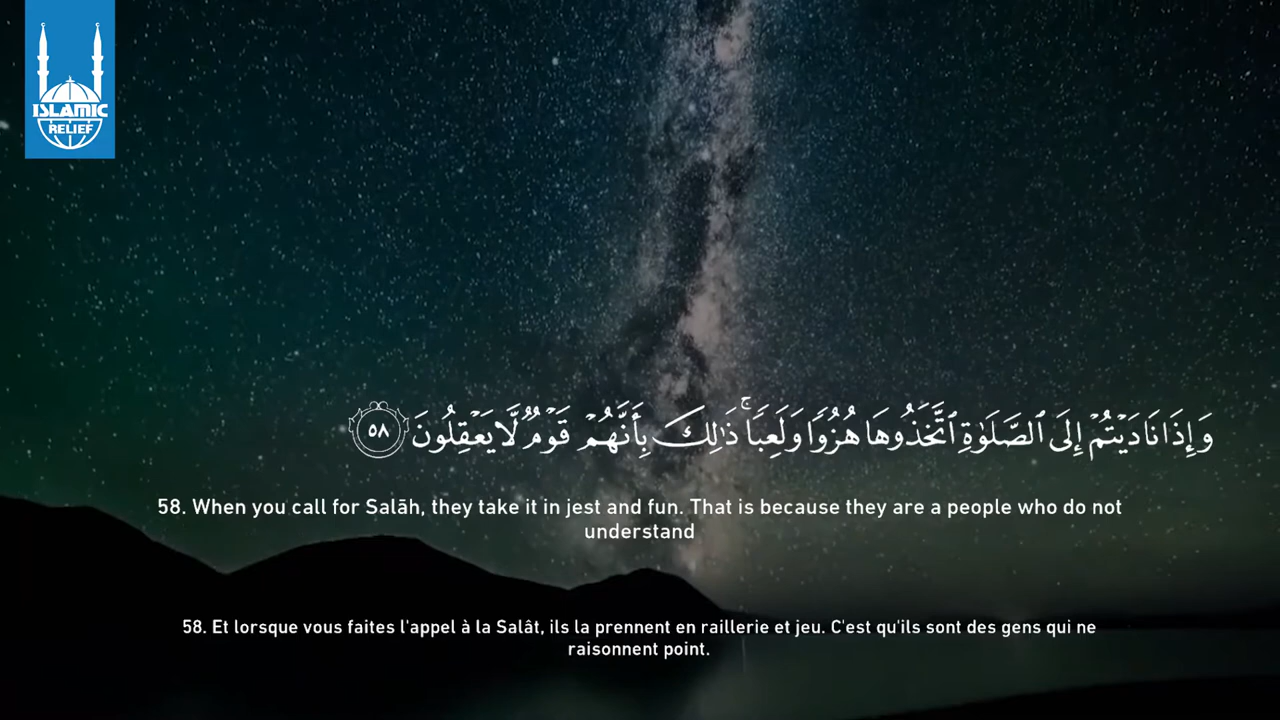 ISLAMIC
RELIEF
وَإِذَا نَادَيْتُمْ إِلَى ٱلصَّلَوٰةِ ٱتَّخَذُوهَا هُزُوًا وَلَعِبًا ۚ ذَٰلِكَ بِأَنَّهُمْ قَوْمٌ لَّا يَعْقِلُونَ ٥٨
58. When you call for Salāh, they take it in jest and fun. That is because they are a people who do not
understand
58. Et lorsque vous faites l'appel à la Salât, ils la prennent en raillerie et jeu. C'est qu'ils sont des gens qui ne
raisonnent point.